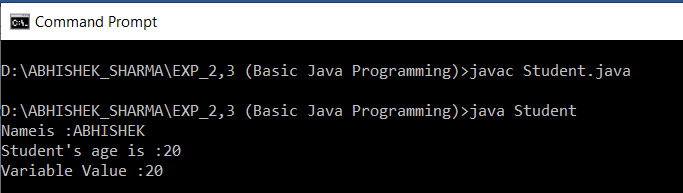 Command Prompt
D:\ABHISHEK_SHARMA\EXP_2,3 (Basic Java Programming)>javac Student.java
D:\ABHISHEK_SHARMA\EXP_2,3 (Basic Java Programming)>java Student
Nameis :ABHISHEK
Student's age is :20
Variable Value :20